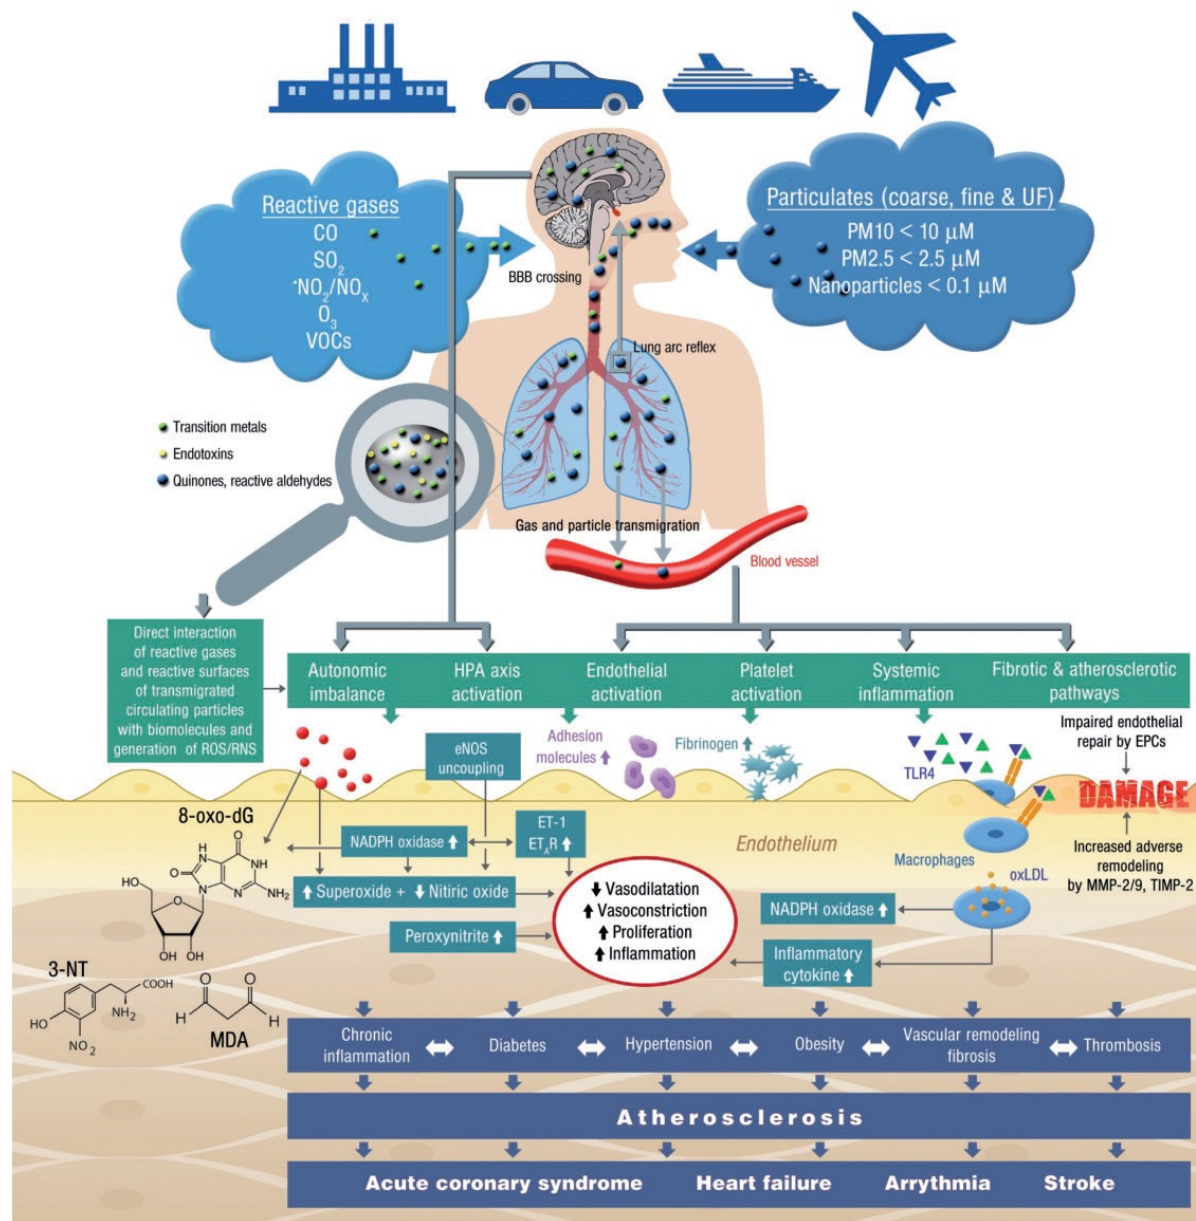 Reactive gases
CO
SO₂
•NO₂/NOₓ
O₃
VOCs
Particulates (coarse, fine & UF)
PM10 < 10 µM
PM2.5 < 2.5 µM
Nanoparticles < 0.1 µM
BBB crossing
Lung arc reflex
Transition metals
Endotoxins
Quinones, reactive aldehydes
Gas and particle transmigration
Blood vessel
Direct interaction
of reactive gases
and reactive surfaces
of transmigrated
circulating particles
with biomolecules and
generation of ROS/RNS
Autonomic
imbalance
HPA axis
activation
Endothelial
activation
Platelet
activation
Systemic
inflammation
Fibrotic & atherosclerotic
pathways
eNOS
uncoupling
Adhesion
molecules
Fibrinogen
TLR4
Impaired endothelial
repair by EPCs
DAMAGE
Increased adverse
remodeling
by MMP-2/9, TIMP-2
8-oxo-dG
O
N
NH
O
N
H
N
NH₂
HO
O
OH
OH
NADPH oxidase
ET-1
ET_AR
Endothelium
Macrophages
oxLDL
Superoxide + Nitiric oxide
Peroxynitrite
Vasodilatation
Vasoconstriction
Proliferation
Inflammation
NADPH oxidase
Inflammatory
cytokine
3-NT
COOH
NH₂
HO
NO₂
O
O
H
H
MDA
Chronic
inflammation
Diabetes
Hypertension
Obesity
Vascular remodeling
fibrosis
Thrombosis
Atherosclerosis
Acute coronary syndrome Heart failure Arrythmia Stroke